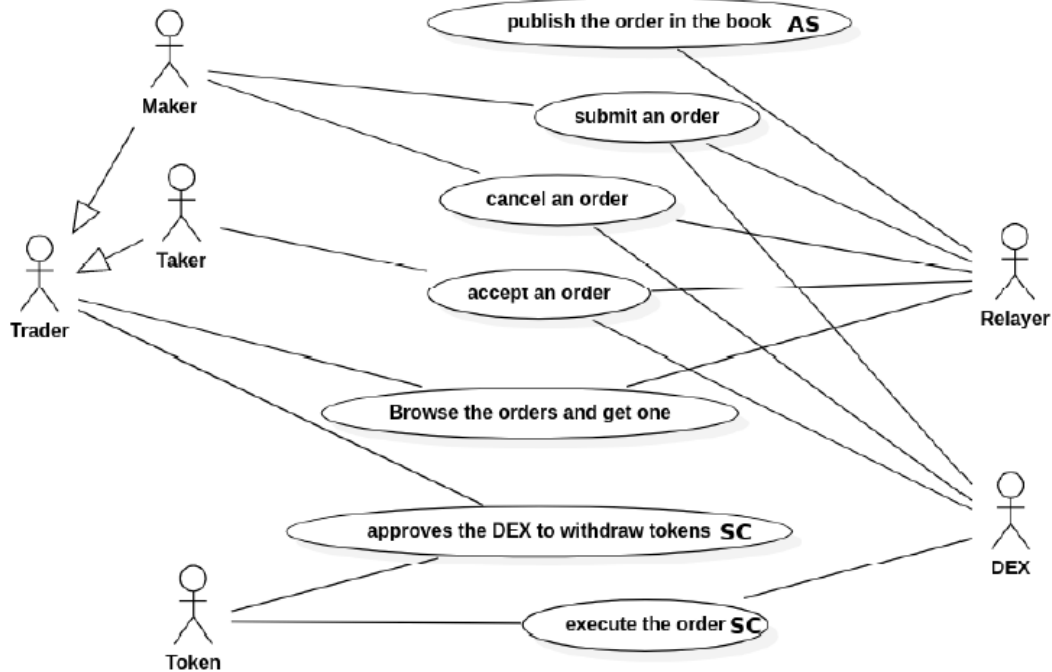 publish the order in the book AS
Maker
submit an order
cancel an order
Taker
accept an order
Trader
Relayer
Browse the orders and get one
approves the DEX to withdraw tokens SC
DEX
execute the order SC
Token